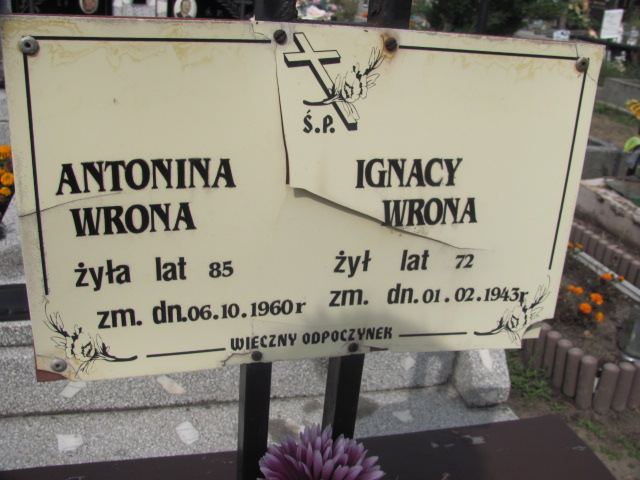 Ś.P.
ANTONINA
WRONA
żyła lat 85
zm. dn.06.10.1960r
IGNACY
WRONA
żył lat 72
zm. dn.01.02.1943r
WIECZNY ODPOCZYNEK